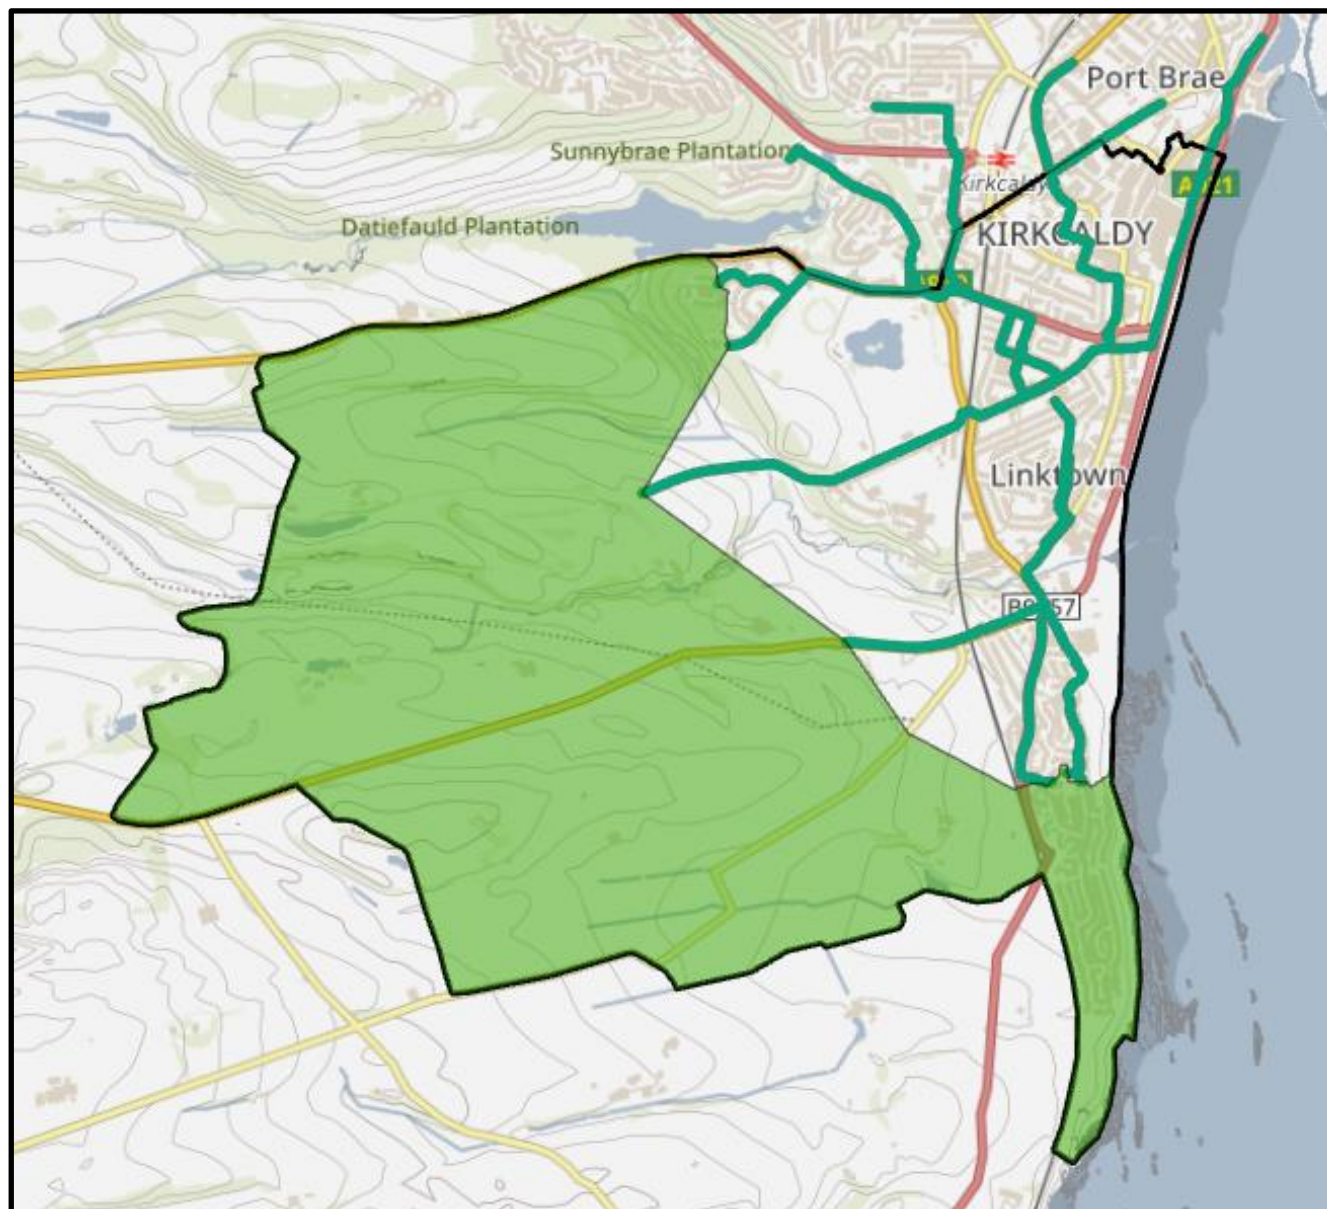 Port Brae
Sunnybrae Plantation
Kirkcaldy
Datiefauld Plantation
KIRKCALDY
Linktown